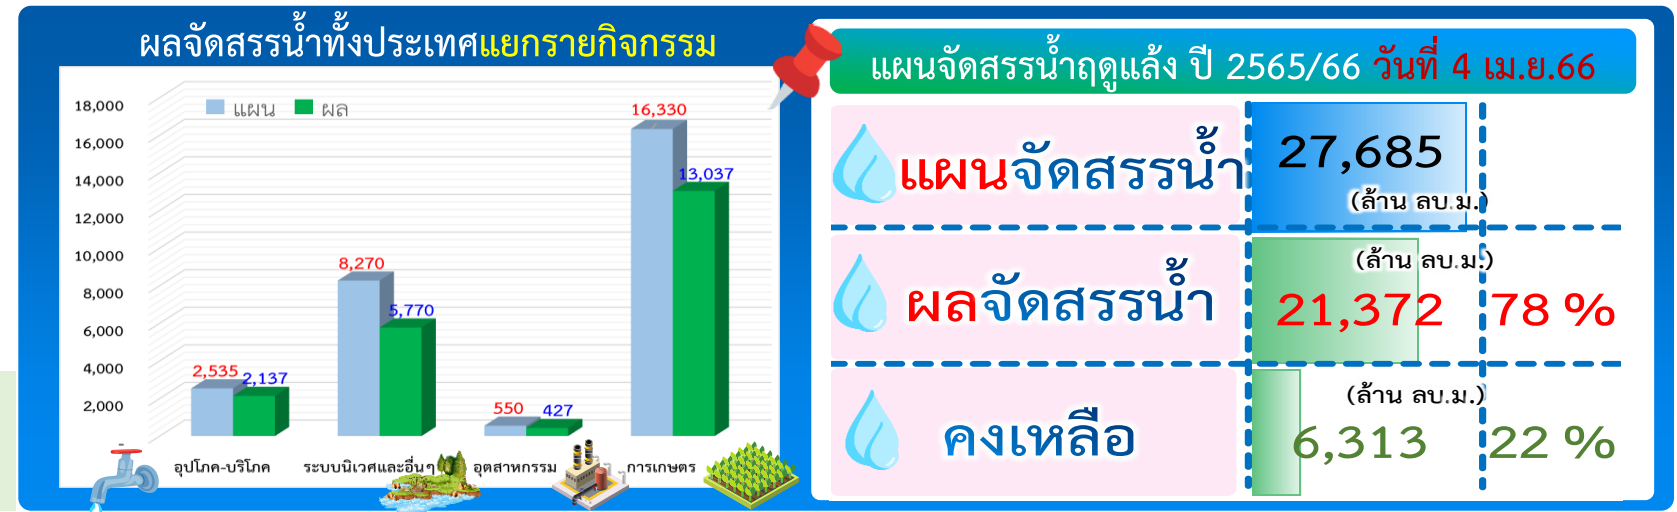 ผลจัดสรรน้ำทั้งประเทศแยกรายกิจกรรม
แผน ผล
18,000
16,000
14,000
12,000
10,000
8,000
6,000
4,000
2,000
-
2,535 2,137
8,270 5,770
550 427
16,330 13,037
อุปโภค-บริโภค ระบบนิเวศและอื่นๆ อุตสาหกรรม การเกษตร
แผนจัดสรรน้ำฤดูแล้ง ปี 2565/66 วันที่ 4 เม.ย.66
แผนจัดสรรน้ำ 27,685
(ล้าน ลบ.ม.)
(ล้าน ลบ.ม.)
ผลจัดสรรน้ำ 21,372 78 %
(ล้าน ลบ.ม.)
คงเหลือ 6,313 22 %